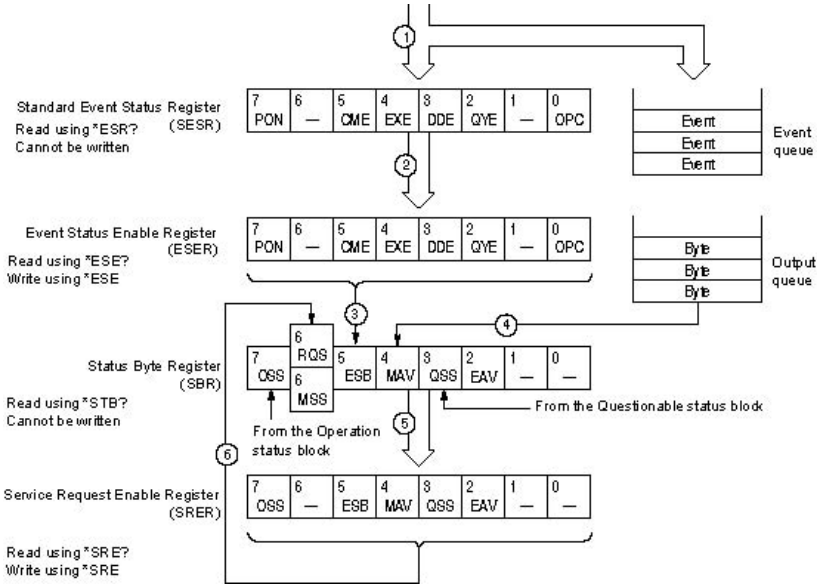 1
7 6 5 4 3 2 1 0
Standard Event Status Register
(SESR)
PON — CME EXE DDE QYE — OPC
Read using *ESR?
Cannot be written
Event
Event
Event
Event
queue
2
7 6 5 4 3 2 1 0
Event Status Enable Register
(ESER)
PON — CME EXE DDE QYE — OPC
Read using *ESE?
Write using *ESE
Byte
Byte
Byte
Output
queue
3
4
6
RQS
7 6 5 4 3 2 1 0
Status Byte Register
(SBR)
OSS MSS ESB MAV QSS EAV — —
Read using *STB?
Cannot be written
From the Operation
status block
5
From the Questionable status block
6
7 6 5 4 3 2 1 0
Service Request Enable Register
(SRER)
OSS — ESB MAV QSS EAV — —
Read using *SRE?
Write using *SRE